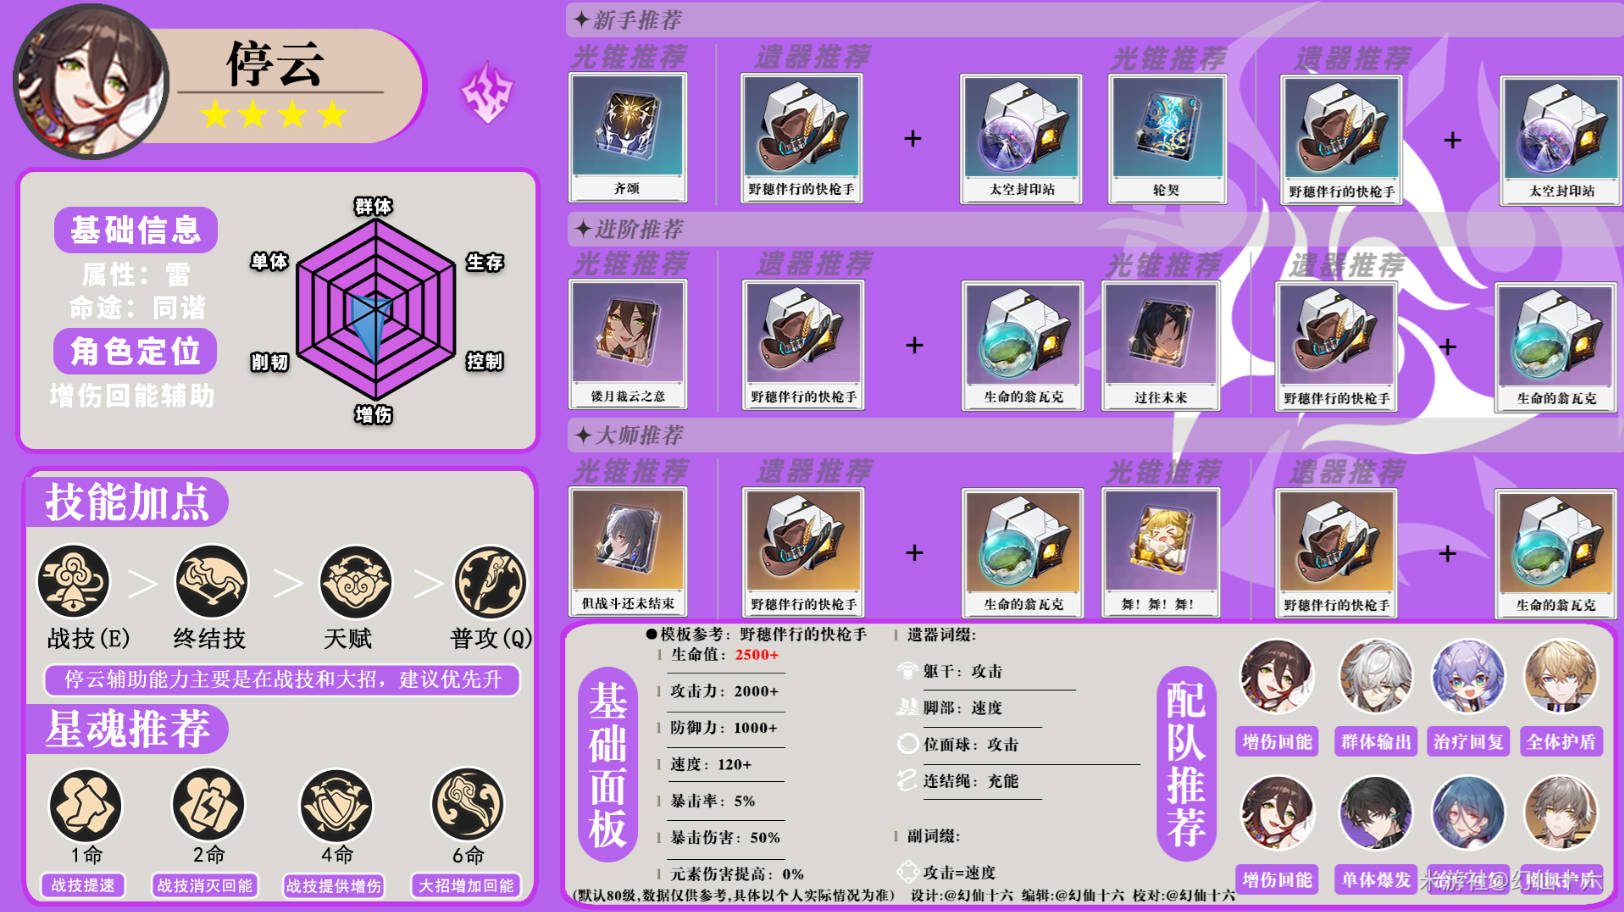 停云
基础信息
属性：雷
命途：同谐
角色定位
增伤回能辅助
群体
生存
控制
增伤
削韧
单体
技能加点
战技(E)
终结技
天赋
普攻(Q)
停云辅助能力主要是在战技和大招，建议优先升
星魂推荐
1命
2命
4命
6命
战技提速
战技消灭回能
战技提供增伤
大招增加回能
新手推荐
光锥推荐
遗器推荐
光锥推荐
遗器推荐
齐颂
野穗伴行的快枪手
+
太空封印站
轮契
野穗伴行的快枪手
+
太空封印站
进阶推荐
光锥推荐
遗器推荐
光锥推荐
遗器推荐
镂月裁云之意
野穗伴行的快枪手
+
生命的翁瓦克
过往未来
野穗伴行的快枪手
+
生命的翁瓦克
大师推荐
光锥推荐
遗器推荐
光锥推荐
遗器推荐
但战斗还未结束
野穗伴行的快枪手
+
生命的翁瓦克
舞！舞！舞！
野穗伴行的快枪手
+
生命的翁瓦克
基础面板
●模板参考：野穗伴行的快枪手
生命值：2500+
攻击力：2000+
防御力：1000+
速度：120+
暴击率：5%
暴击伤害：50%
元素伤害提高：0%
遗器词缀：
躯干：攻击
脚部：速度
位面球：攻击
连结绳：充能
副词缀：
攻击=速度
(默认80级,数据仅供参考,具体以个人实际情况为准)
设计:@幻仙十六 编辑:@幻仙十六 校对:@幻仙十六
配队推荐
增伤回能
群体输出
治疗回复
全体护盾
增伤回能
单体爆发
米游社@幻仙十六